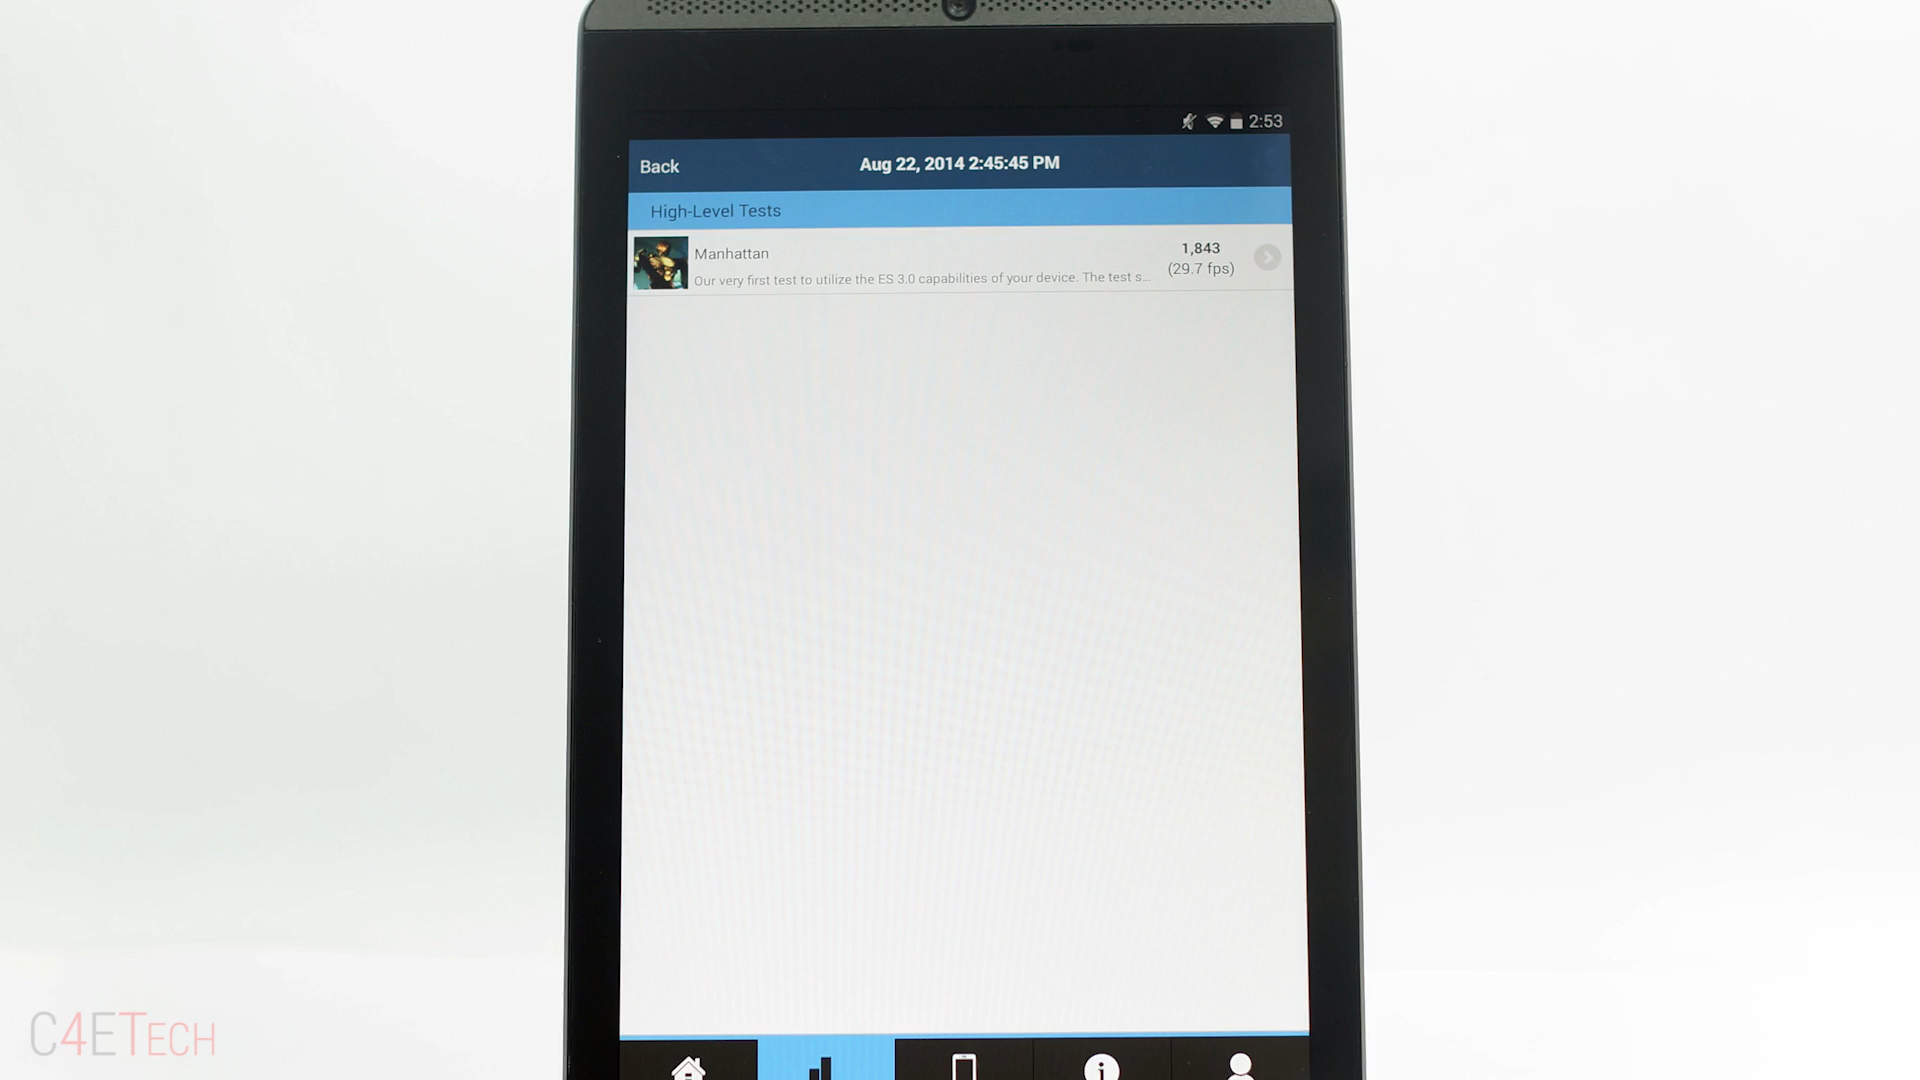 2:53
Back
Aug 22, 2014 2:45:45 PM
High-Level Tests
Manhattan
1,843
Our very first test to utilize the ES 3.0 capabilities of your device. The test s...
(29.7 fps)
C4ETECH